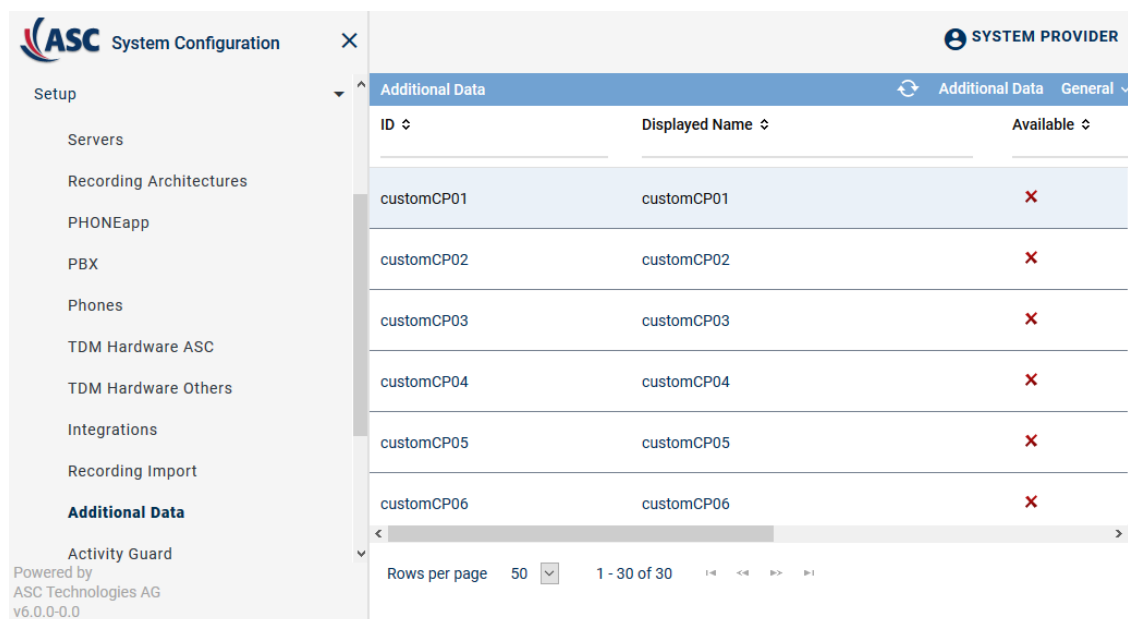 ASC System Configuration
SYSTEM PROVIDER
Setup
Servers
Recording Architectures
PHONEapp
PBX
Phones
TDM Hardware ASC
TDM Hardware Others
Integrations
Recording Import
Additional Data
Activity Guard
Powered by
ASC Technologies AG
v6.0.0-0.0
Additional Data Additional Data General
ID Displayed Name Available
customCP01 customCP01
customCP02 customCP02
customCP03 customCP03
customCP04 customCP04
customCP05 customCP05
customCP06 customCP06
Rows per page 50 1 - 30 of 30